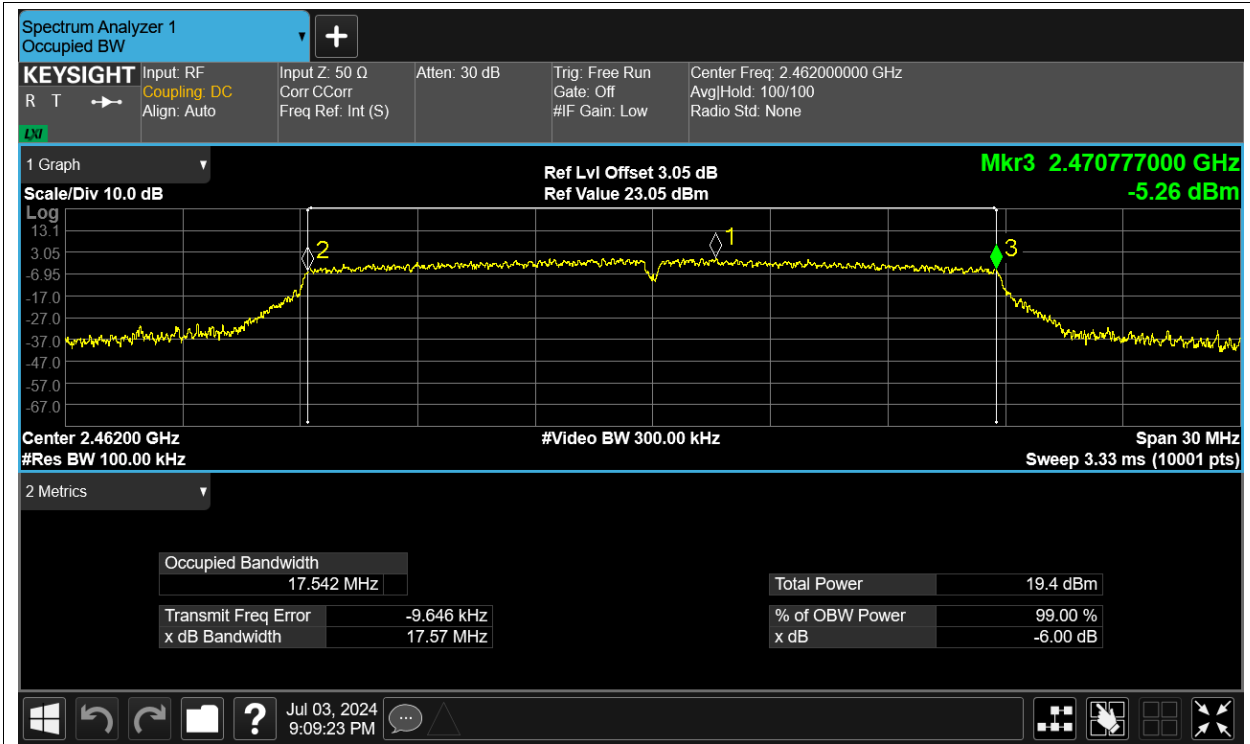 Spectrum Analyzer 1
Occupied BW
KEYSIGHT
R T
LXI
Input: RF
Coupling: DC
Align: Auto
Input Z: 50 Ω
Corr CCorr
Freq Ref: Int (S)
Atten: 30 dB
Trig: Free Run
Gate: Off
#IF Gain: Low
Center Freq: 2.462000000 GHz
Avg|Hold: 100/100
Radio Std: None
1 Graph
Scale/Div 10.0 dB
Ref Lvl Offset 3.05 dB
Ref Value 23.05 dBm
Mkr3 2.470777000 GHz
-5.26 dBm
Log
13.1
3.05
-6.95
-17.0
-27.0
-37.0
-47.0
-57.0
-67.0
2
1
3
Center 2.46200 GHz
#Video BW 300.00 kHz
Span 30 MHz
#Res BW 100.00 kHz
Sweep 3.33 ms (10001 pts)
2 Metrics
Occupied Bandwidth
17.542 MHz
Transmit Freq Error -9.646 kHz
x dB Bandwidth 17.57 MHz
Total Power 19.4 dBm
% of OBW Power 99.00 %
x dB -6.00 dB
?
Jul 03, 2024
9:09:23 PM